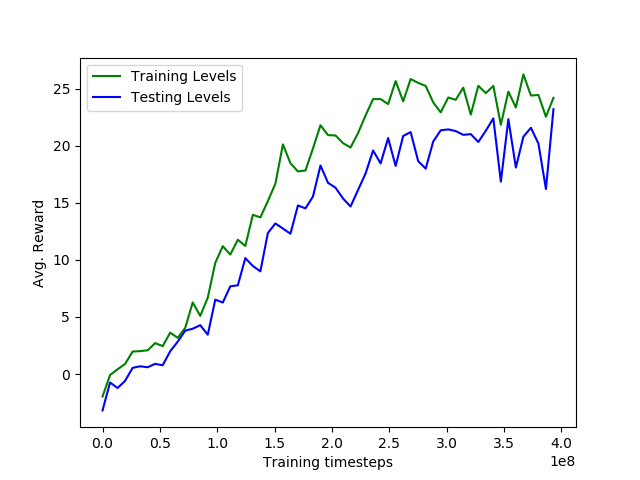 Training Levels
Testing Levels
25
20
15
10
5
0
Avg. Reward
0.0 0.5 1.0 1.5 2.0 2.5 3.0 3.5 4.0
1e8
Training timesteps